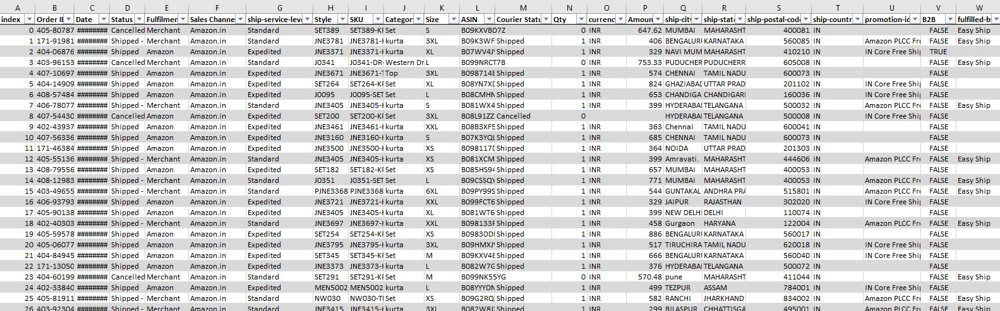 A B C D E F G H I J K L M N O P Q R S T U V W
index Order ID Date Status Fulfilmen Sales Channe ship-service-leve Style SKU Categor Size ASIN Courier Statu Qty currenc Amoun ship-city ship-state ship-postal-code ship-countr promotion-id B2B fulfilled-b
0 405-80787 ######## Cancelled Merchant Amazon.in Standard SET389 SET389-KR Set S B09KXVBD7Z 0 INR 647.62 MUMBAI MAHARASHT 400081 IN FALSE Easy Ship
1 171-91981 ######## Shipped - Merchant Amazon.in Standard JNE3781 JNE3781-K kurta 3XL B09K3WF Shipped 1 INR 406 BENGALURU KARNATAKA 560085 IN Amazon PLCC Fre FALSE Easy Ship
2 404-06876 ######## Shipped Amazon Amazon.in Expedited JNE3371 JNE3371-K kurta XL B07WV4JV Shipped 1 INR 329 NAVI MUM MAHARASHT 410210 IN IN Core Free Ship TRUE
3 403-96153 ######## Cancelled Merchant Amazon.in Standard J0341 J0341-DR- Western Dr L B099NRCT7B 0 INR 753.33 PUDUCHER PUDUCHERR 605008 IN FALSE Easy Ship
4 407-10697 ######## Shipped Amazon Amazon.in Expedited JNE3671 JNE3671-T Top 3XL B098714B Shipped 1 INR 574 CHENNAI TAMIL NADU 600073 IN FALSE
5 404-14909 ######## Shipped Amazon Amazon.in Expedited SET264 SET264-KR Set XL B08YN7XD Shipped 1 INR 824 GHAZIABAD UTTAR PRAD 201102 IN IN Core Free Ship FALSE
6 408-57484 ######## Shipped Amazon Amazon.in Expedited J0095 J0095-SET Set L B08CMHN Shipped 1 INR 653 CHANDIGA CHANDIGAR 160036 IN IN Core Free Ship FALSE
7 406-78077 ######## Shipped - Merchant Amazon.in Standard JNE3405 JNE3405-K kurta S B081WX4 Shipped 1 INR 399 HYDERABA TELANGANA 500032 IN Amazon PLCC Fre FALSE Easy Ship
8 407-54430 ######## Cancelled Amazon Amazon.in Expedited SET200 SET200-KR Set 3XL B08L91ZZ Cancelled 0 HYDERABA TELANGANA 500008 IN IN Core Free Ship FALSE
9 402-43937 ######## Shipped Amazon Amazon.in Expedited JNE3461 JNE3461-K kurta XXL B08B3XF5 Shipped 1 INR 363 Chennai TAMIL NADU 600041 IN FALSE
10 407-56336 ######## Shipped Amazon Amazon.in Expedited JNE3160 JNE3160-K kurta S B07K3YQL Shipped 1 INR 685 CHENNAI TAMIL NADU 600073 IN FALSE
11 171-46384 ######## Shipped Amazon Amazon.in Expedited JNE3500 JNE3500-K kurta XS B098117D Shipped 1 INR 364 NOIDA UTTAR PRAD 201303 IN FALSE
12 405-55136 ######## Shipped - Merchant Amazon.in Standard JNE3405 JNE3405-K kurta XS B081XCM Shipped 1 INR 399 Amravati. MAHARASHT 444606 IN Amazon PLCC Fre FALSE Easy Ship
13 408-79556 ######## Shipped Amazon Amazon.in Expedited SET182 SET182-KR Set XS B085HS94 Shipped 1 INR 657 MUMBAI MAHARASHT 400053 IN FALSE
14 408-12983 ######## Shipped - Merchant Amazon.in Standard J0351 J0351-SET Set L B09CSSQY Shipped 1 INR 771 MUMBAI MAHARASHT 400053 IN Amazon PLCC Fre FALSE Easy Ship
15 403-49655 ######## Shipped - Merchant Amazon.in Standard PJNE3368 PJNE3368 kurta 6XL B09PY99S Shipped 1 INR 544 GUNTAKAL ANDHRA PRA 515801 IN Amazon PLCC Fre FALSE Easy Ship
16 406-93793 ######## Shipped Amazon Amazon.in Expedited JNE3721 JNE3721-K kurta XXL B099FCT6 Shipped 1 INR 329 JAIPUR RAJASTHAN 302020 IN IN Core Free Ship FALSE
17 405-90138 ######## Shipped Amazon Amazon.in Expedited JNE3405 JNE3405-K kurta XL B081WT6 Shipped 1 INR 399 NEW DELHI DELHI 110074 IN FALSE
18 402-40303 ######## Shipped - Merchant Amazon.in Standard JNE3697 JNE3697-K kurta XXL B098133F Shipped 1 INR 458 Gurgaon HARYANA 122004 IN Amazon PLCC Fre FALSE Easy Ship
19 405-59578 ######## Shipped Amazon Amazon.in Expedited SET254 SET254-KR Set XS B0983DDI Shipped 1 INR 886 BENGALURU KARNATAKA 560017 IN FALSE
20 405-06077 ######## Shipped Amazon Amazon.in Expedited JNE3795 JNE3795-K kurta 3XL B09HMXJ Shipped 1 INR 517 TIRUCHIRA TAMIL NADU 620018 IN IN Core Free Ship FALSE
21 404-84945 ######## Shipped Amazon Amazon.in Expedited SET345 SET345-KR Set M B09KXV4E Shipped 1 INR 666 BENGALURU KARNATAKA 560040 IN IN Core Free Ship FALSE
22 171-13050 ######## Shipped Amazon Amazon.in Expedited JNE3373 JNE3373-K kurta L B082W7G Shipped 1 INR 376 HYDERABA TELANGANA 500072 IN FALSE
23 404-60199 ######## Cancelled Merchant Amazon.in Standard SET291 SET291-KR Set M B099NK55YG 0 INR 570.48 pune MAHARASHT 411044 IN FALSE Easy Ship
24 402-33840 ######## Shipped Amazon Amazon.in Expedited MEN5002 MEN5002 kurta L B08YYYDN Shipped 1 INR 499 TEZPUR ASSAM 784001 IN IN Core Free Ship FALSE
25 405-81911 ######## Shipped - Merchant Amazon.in Standard NW030 NW030-TI Set XS B09G2RQ Shipped 1 INR 582 RANCHI JHARKHAND 834002 IN Amazon PLCC Fre FALSE Easy Ship
26 403-92304 ######## Shipped - Merchant Amazon.in Standard JNE3415 JNE3415-K kurta 3XL B082W8I Shipped 1 INR 299 BILASPUR CHHATTISGA 495001 IN Amazon PLCC Fre FALSE Easy Ship